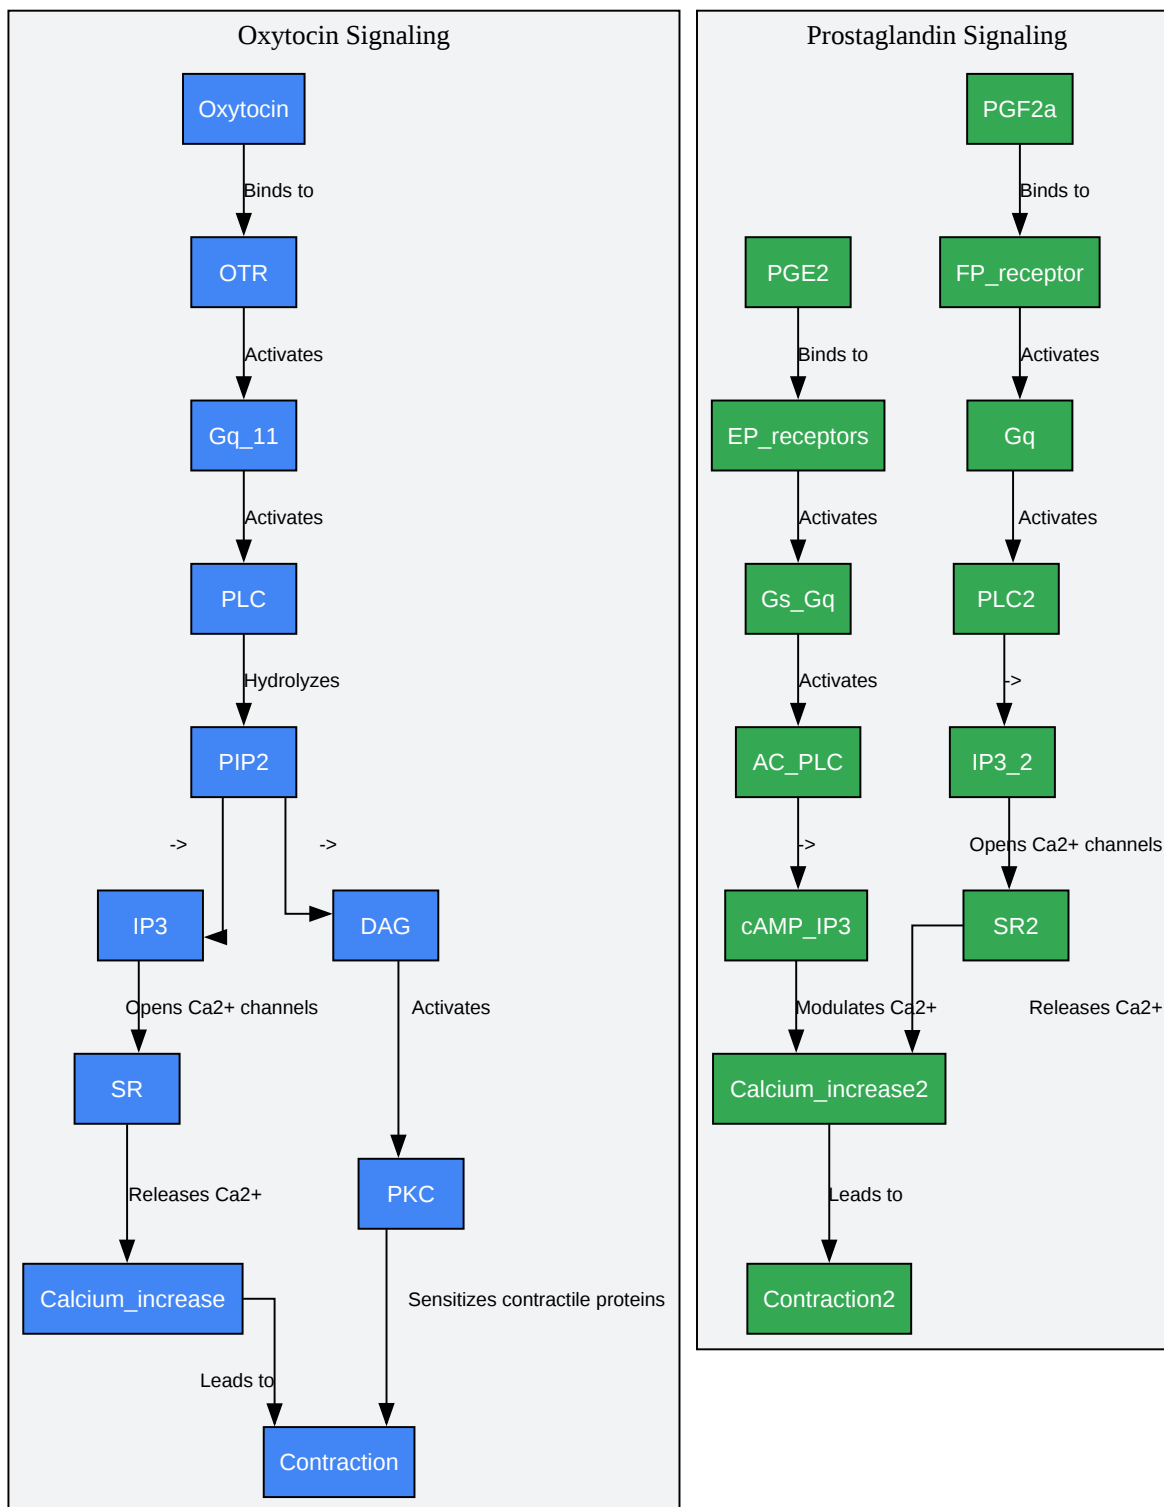 Oxytocin Signaling
Oxytocin
Binds to
OTR
Activates
Gq_11
Activates
PLC
Hydrolyzes
PIP2
->
->
IP3
DAG
Opens Ca2+ channels
Activates
SR
Releases Ca2+
PKC
Calcium_increase
Sensitizes contractile proteins
Leads to
Contraction
Prostaglandin Signaling
PGF2a
Binds to
PGE2
FP_receptor
Binds to
Activates
EP_receptors
Gq
Activates
Activates
Gs_Gq
PLC2
Activates
->
AC_PLC
IP3_2
->
Opens Ca2+ channels
cAMP_IP3
SR2
Modulates Ca2+
Releases Ca2+
Calcium_increase2
Leads to
Contraction2